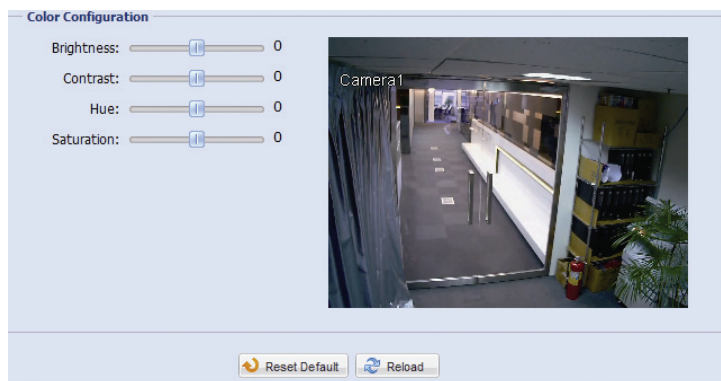 Color Configuration
Brightness: 0
Contrast: 0
Hue: 0
Saturation: 0
Camera1
Reset Default
Reload